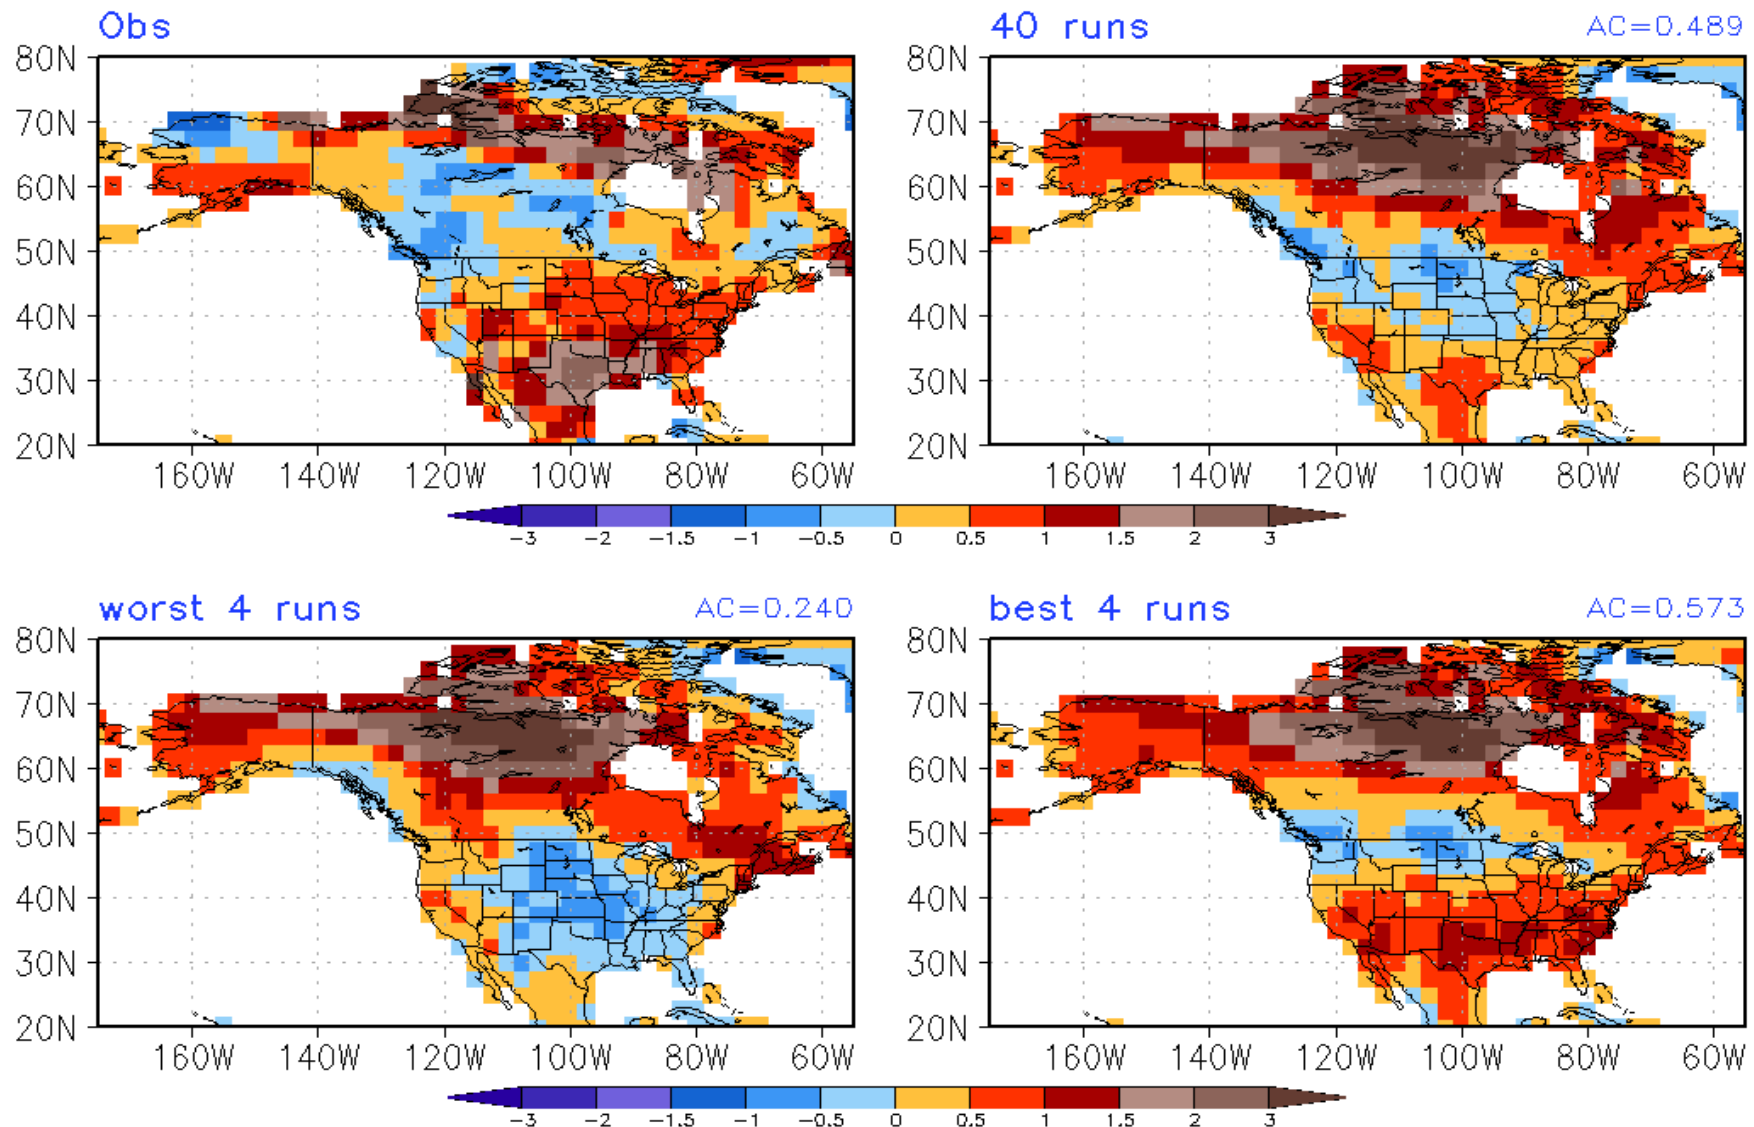 Obs
40 runs AC=0.489
80N 80N
70N 70N
60N 60N
50N 50N
40N 40N
30N 30N
20N 20N
160W 140W 120W 100W 80W 60W 160W 140W 120W 100W 80W 60W
-3 -2 -1.5 -1 -0.5 0 0.5 1 1.5 2 3
worst 4 runs AC=0.240
best 4 runs AC=0.573
80N 80N
70N 70N
60N 60N
50N 50N
40N 40N
30N 30N
20N 20N
160W 140W 120W 100W 80W 60W 160W 140W 120W 100W 80W 60W
-3 -2 -1.5 -1 -0.5 0 0.5 1 1.5 2 3